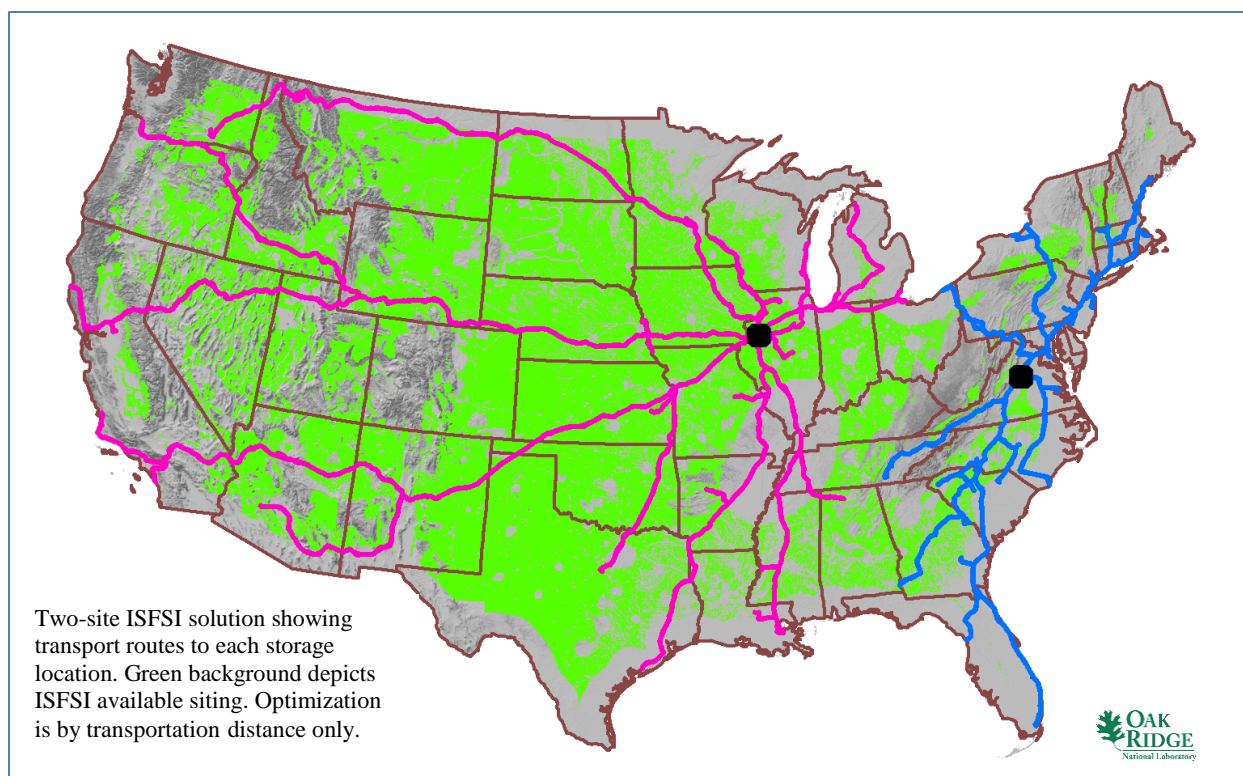 Two-site ISFSI solution showing
transport routes to each storage
location. Green background depicts
ISFSI available siting. Optimization
is by transportation distance only.
OAK
RIDGE
National Laboratory